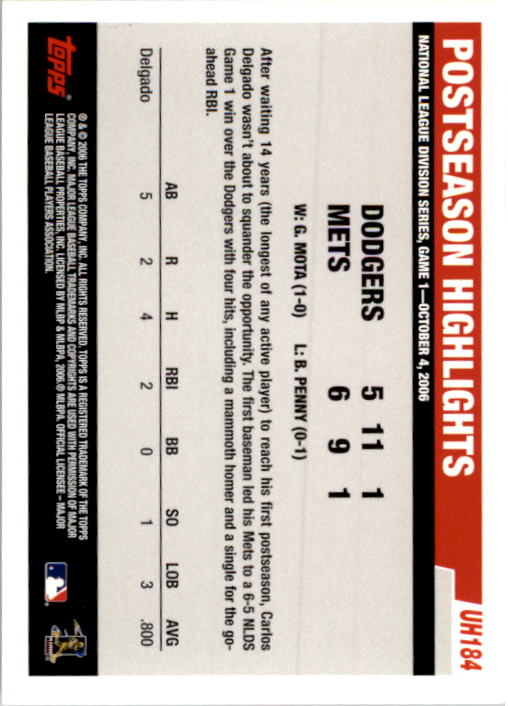 POSTSEASON HIGHLIGHTS
UH184
NATIONAL LEAGUE DIVISION SERIES, GAME 1—OCTOBER 4, 2006
DODGERS 5 11 1
METS 6 9 1
W: G. MOTA (1-0) L: B. PENNY (0-1)
After waiting 14 years (the longest of any active player) to reach his first postseason, Carlos
Delgado wasn't about to squander the opportunity. The first baseman led his Mets to a 6-5 NLDS
Game 1 win over the Dodgers with four hits, including a mammoth homer and a single for the go-
ahead RBI.
AB R H RBI BB SO LOB AVG
Delgado 5 2 4 2 0 1 3 .800
topps®
® & © 2006 THE TOPPS COMPANY, INC. ALL RIGHTS RESERVED. TOPPS IS A REGISTERED TRADEMARK OF THE TOPPS
COMPANY, INC. MAJOR LEAGUE BASEBALL TRADEMARKS AND COPYRIGHTS ARE USED WITH PERMISSION OF MAJOR
LEAGUE BASEBALL PROPERTIES, INC. LICENSED BY MLBP & MLBPA, 2006.® MLBPA. OFFICIAL LICENSEE – MAJOR
LEAGUE BASEBALL PLAYERS ASSOCIATION.